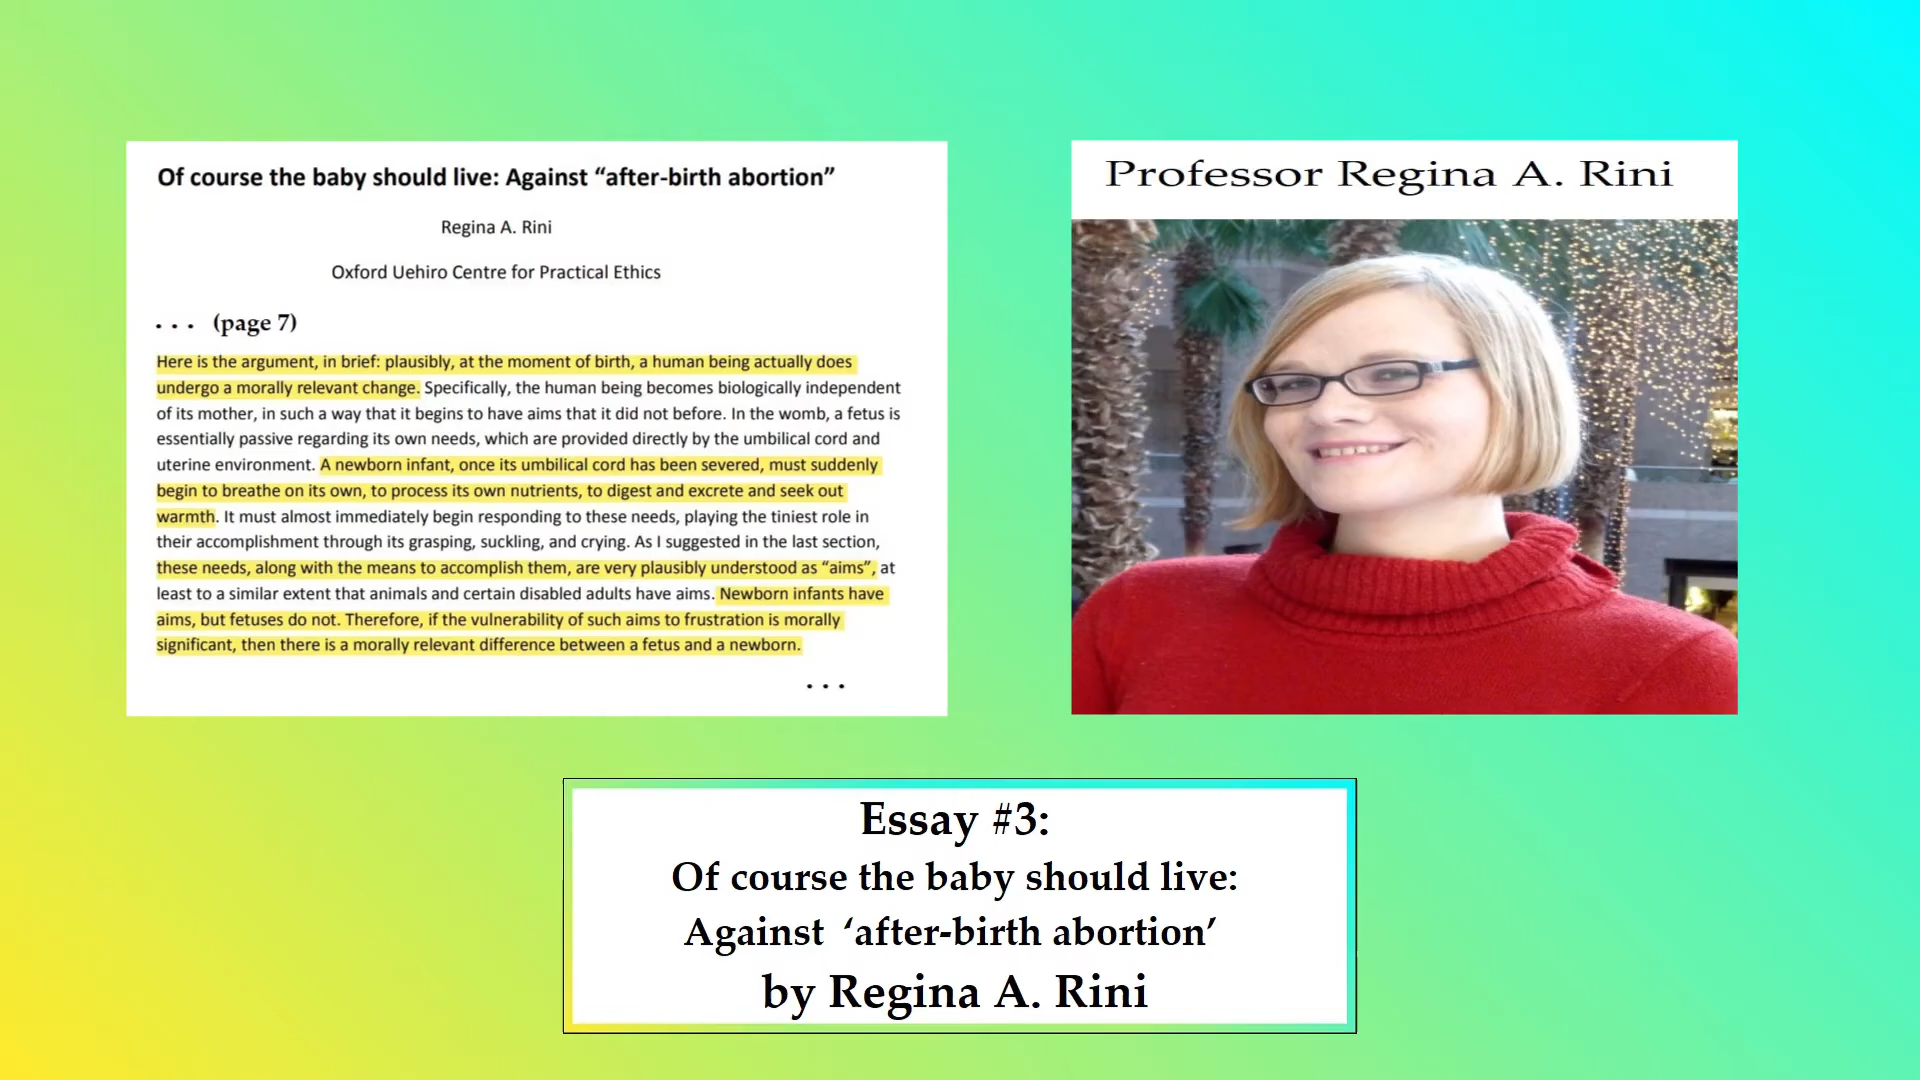 Of course the baby should live: Against “after-birth abortion”
Regina A. Rini
Oxford Uehiro Centre for Practical Ethics
. . . (page 7)
Here is the argument, in brief: plausibly, at the moment of birth, a human being actually does
undergo a morally relevant change. Specifically, the human being becomes biologically independent
of its mother, in such a way that it begins to have aims that it did not before. In the womb, a fetus is
essentially passive regarding its own needs, which are provided directly by the umbilical cord and
uterine environment. A newborn infant, once its umbilical cord has been severed, must suddenly
begin to breathe on its own, to process its own nutrients, to digest and excrete and seek out
warmth. It must almost immediately begin responding to these needs, playing the tiniest role in
their accomplishment through its grasping, suckling, and crying. As I suggested in the last section,
these needs, along with the means to accomplish them, are very plausibly understood as “aims”, at
least to a similar extent that animals and certain disabled adults have aims. Newborn infants have
aims, but fetuses do not. Therefore, if the vulnerability of such aims to frustration is morally
significant, then there is a morally relevant difference between a fetus and a newborn.
. . .
Professor Regina A. Rini
Essay #3:
Of course the baby should live:
Against ‘after-birth abortion’
by Regina A. Rini